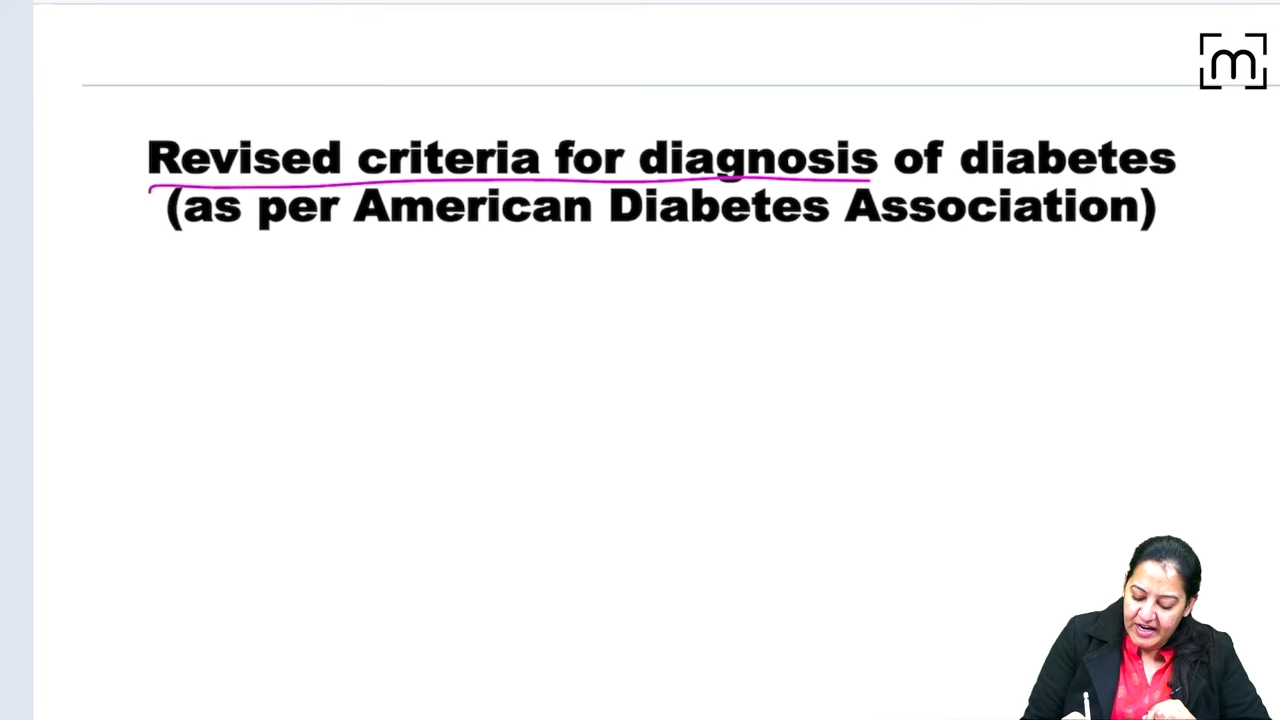 m
Revised criteria for diagnosis of diabetes
(as per American Diabetes Association)